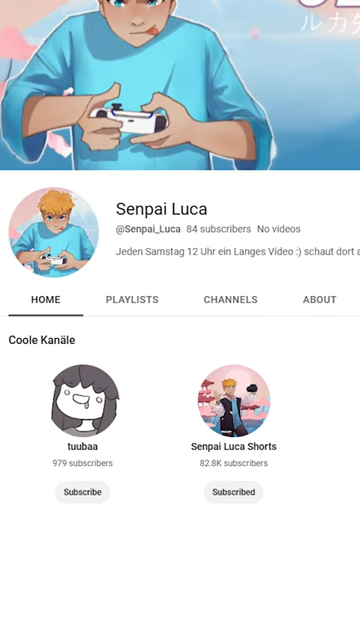 ルカ
Senpai Luca
@Senpai_Luca 84 subscribers No videos
Jeden Samstag 12 Uhr ein Langes Video :) schaut dort a
HOME PLAYLISTS CHANNELS ABOUT
Coole Kanäle
tuubaa
979 subscribers
Subscribe
Senpai Luca Shorts
82.8K subscribers
Subscribed